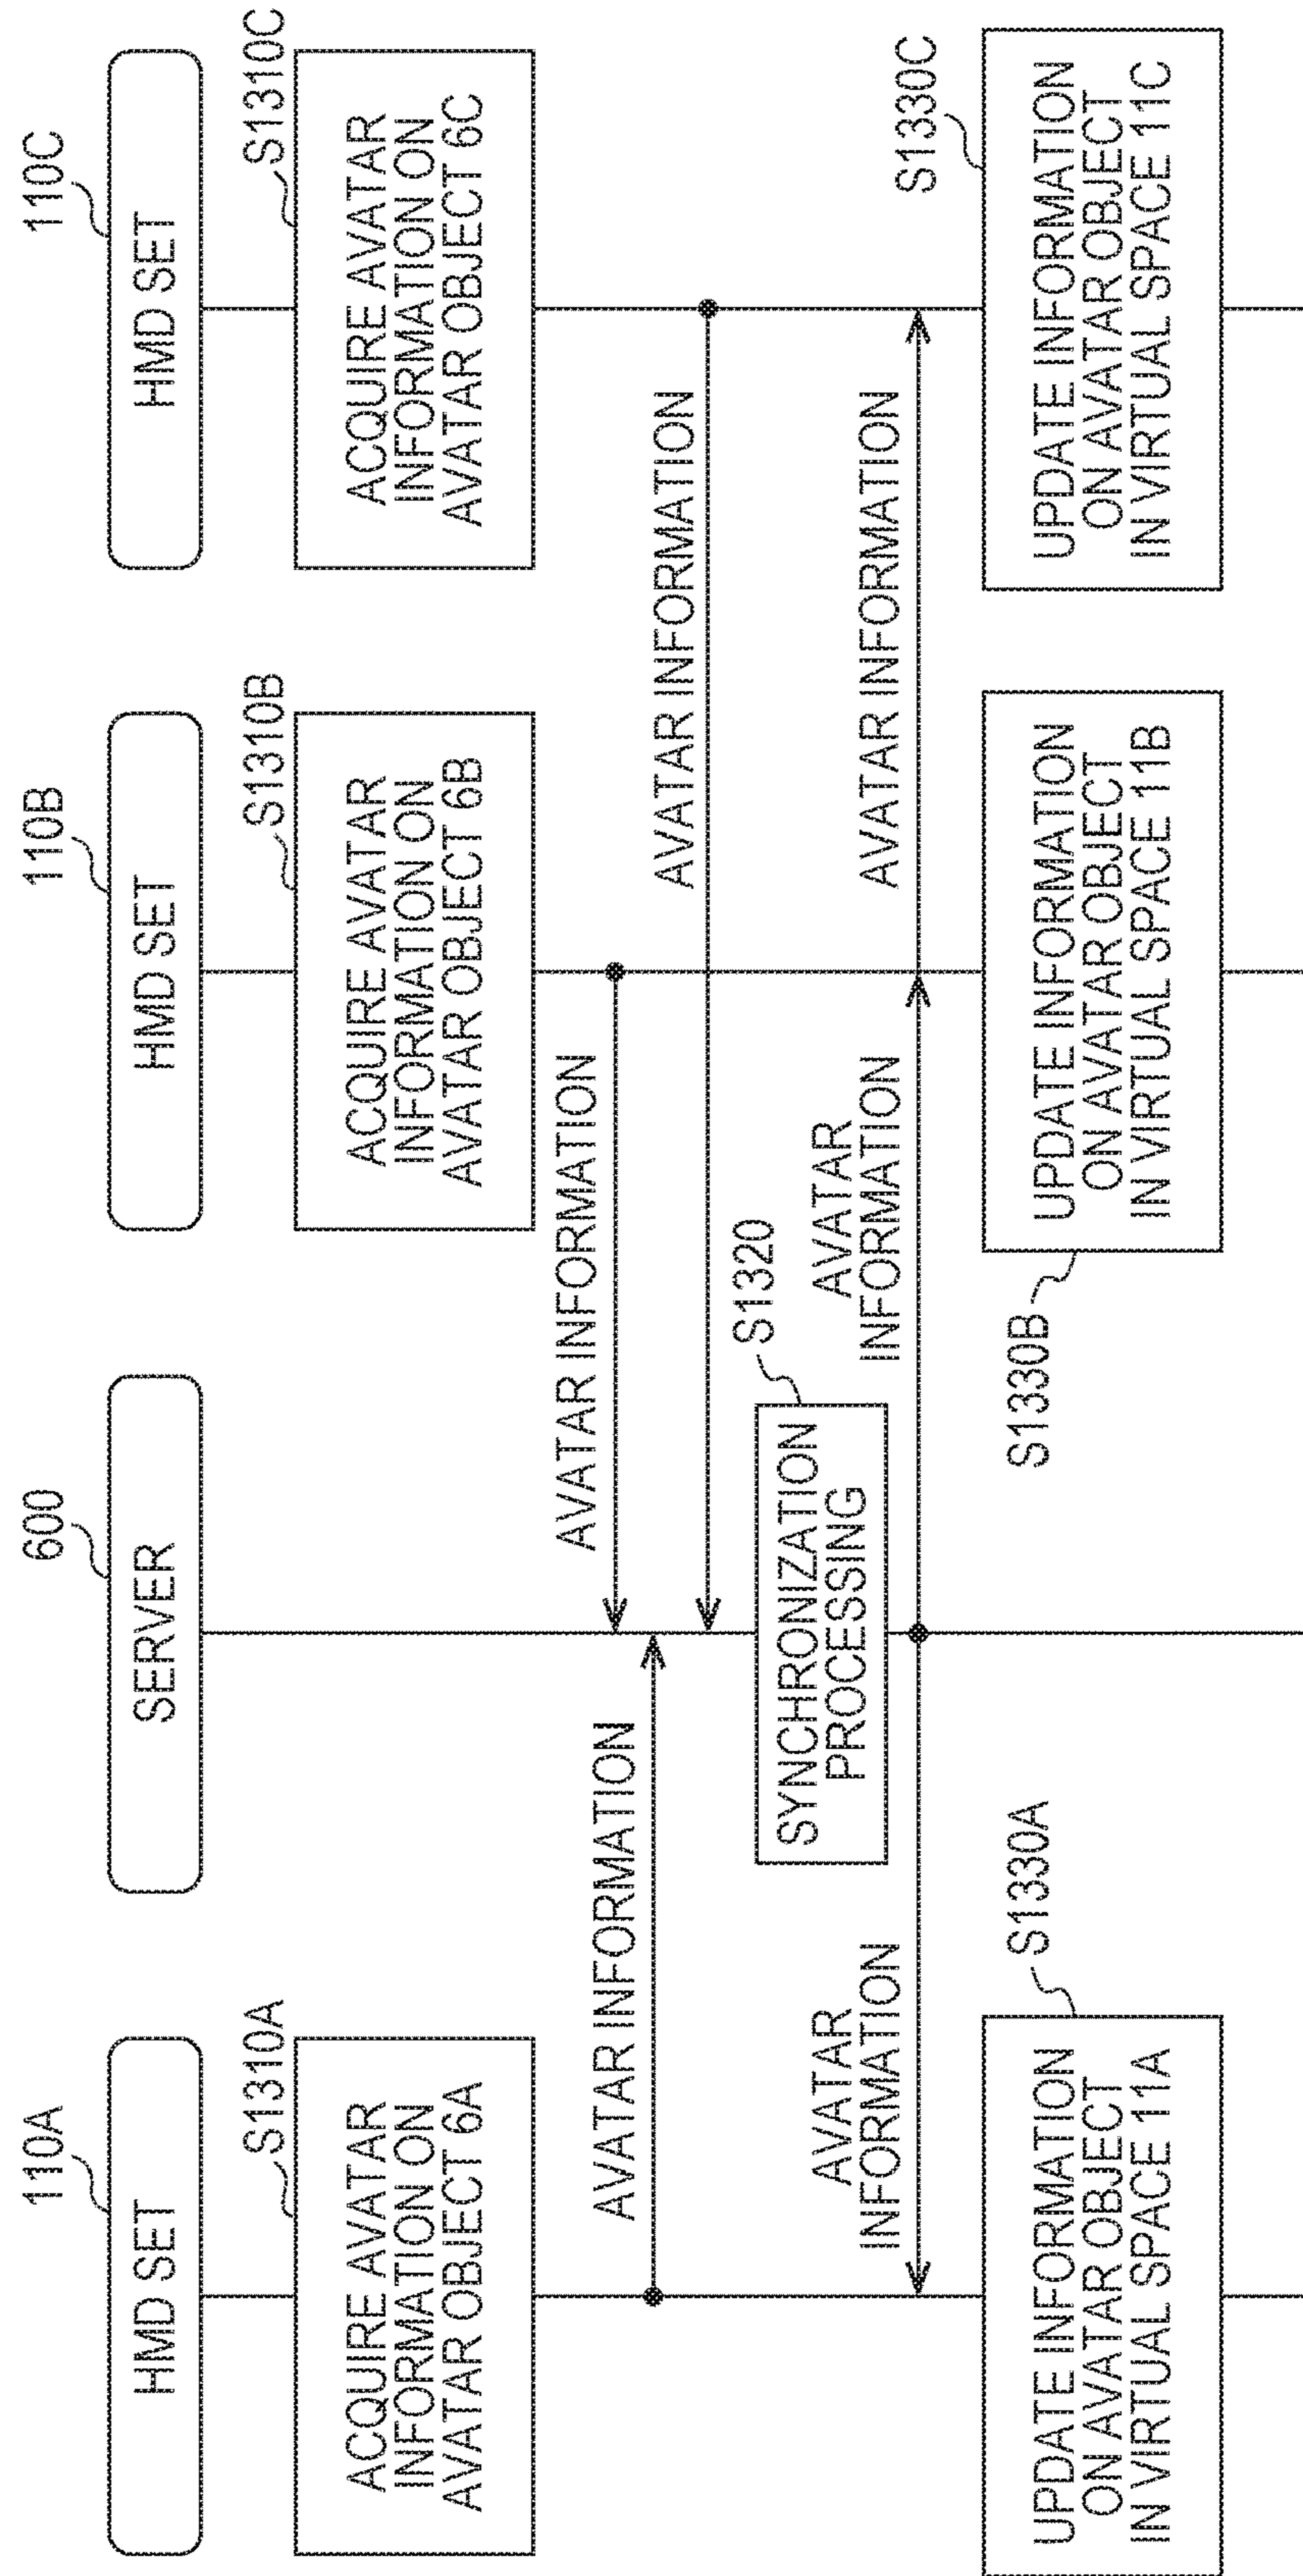 110A
600
110B
110C
HMD SET
SERVER
HMD SET
HMD SET
S1310A
S1310B
S1310C
ACQUIRE AVATAR
INFORMATION ON
AVATAR OBJECT 6A
ACQUIRE AVATAR
INFORMATION ON
AVATAR OBJECT 6B
ACQUIRE AVATAR
INFORMATION ON
AVATAR OBJECT 6C
AVATAR INFORMATION
AVATAR INFORMATION
AVATAR INFORMATION
S1320
SYNCHRONIZATION
PROCESSING
AVATAR
INFORMATION
AVATAR
INFORMATION
AVATAR INFORMATION
S1330A
S1330B
S1330C
UPDATE INFORMATION
ON AVATAR OBJECT
IN VIRTUAL SPACE 11A
UPDATE INFORMATION
ON AVATAR OBJECT
IN VIRTUAL SPACE 11B
UPDATE INFORMATION
ON AVATAR OBJECT
IN VIRTUAL SPACE 11C